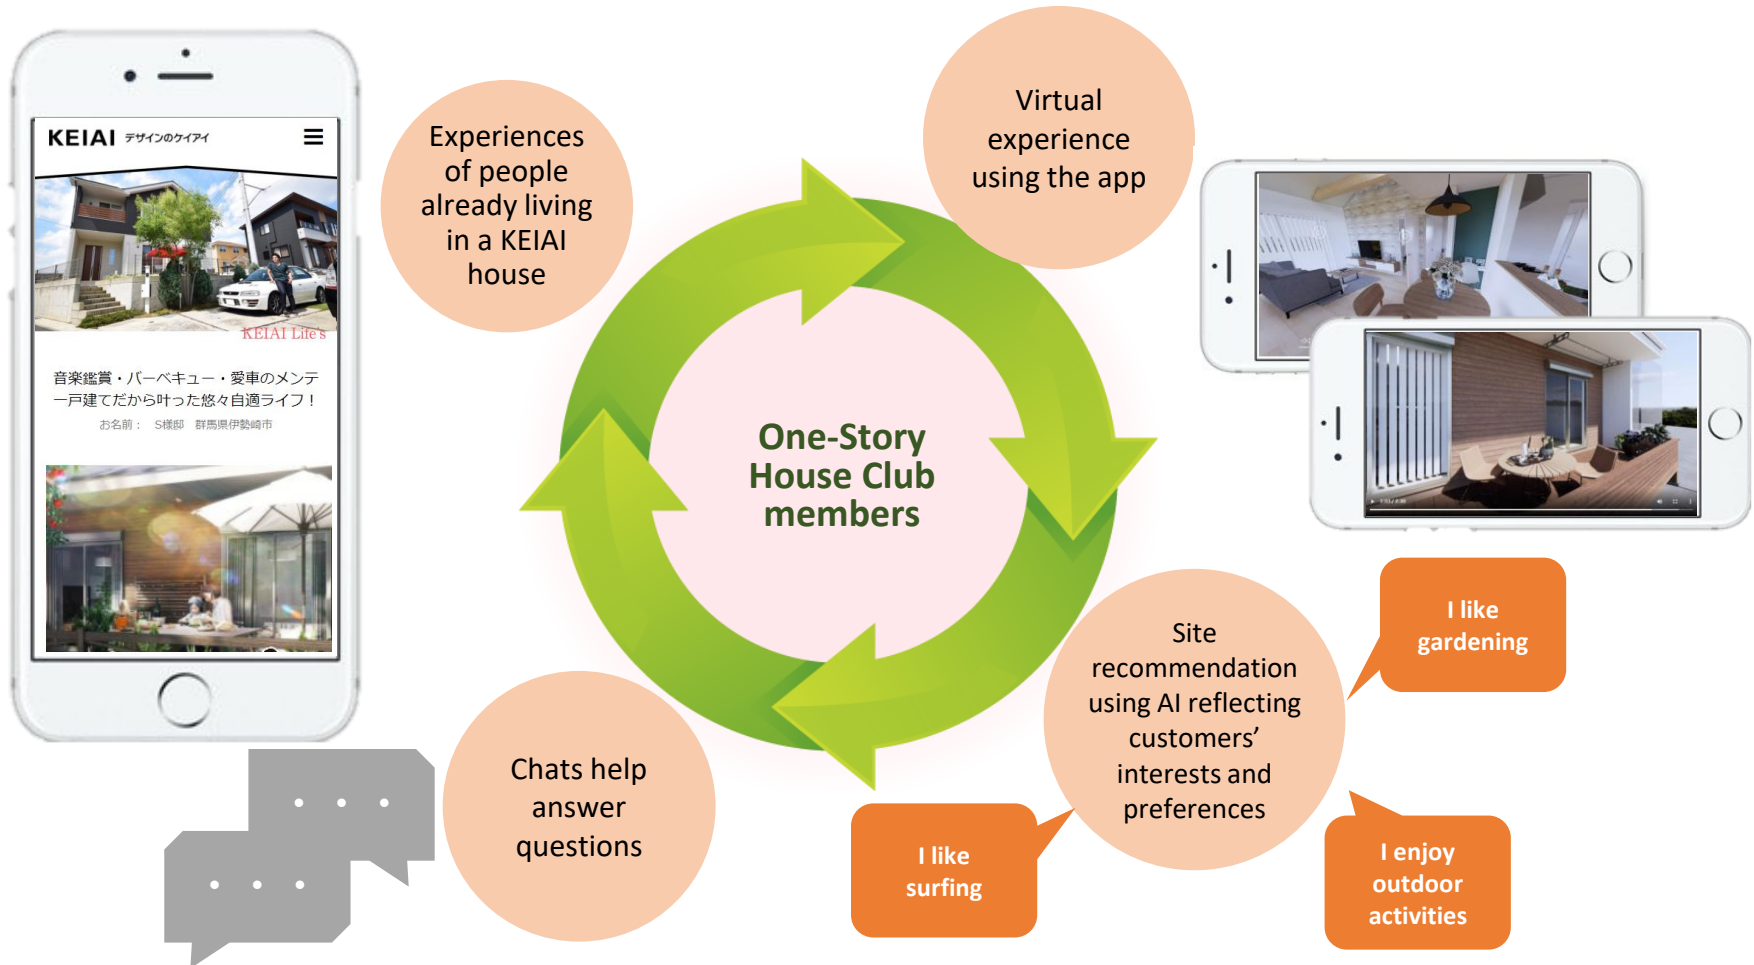 KEIAI デザインのケイアイ
KEIAI Life's
音楽鑑賞・バーベキュー・愛車のメンテ
一戸建てだから叶った悠々自適ライフ！
お名前： S様邸 群馬県伊勢崎市
Experiences
of people
already living
in a KEIAI
house
Virtual
experience
using the app
One-Story
House Club
members
Site
recommendation
using AI reflecting
customers'
interests and
preferences
I like
gardening
I enjoy
outdoor
activities
I like
surfing
Chats help
answer
questions